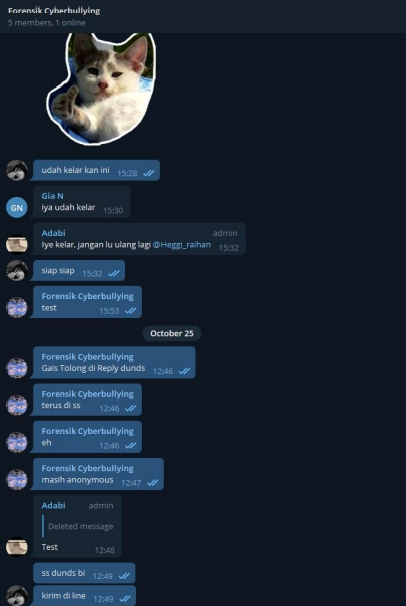 Forensik Cyberbullying
5 members, 1 online
udah kelar kan ini 15:28
GN
Gia N
iya udah kelar 15:30
Adabi admin
Iye kelar, jangan lu ulang lagi @Heggi_raihan 15:32
siap siap 15:32
Forensik Cyberbullying
test 15:53
October 25
Forensik Cyberbullying
Gais Tolong di Reply dunds 12:46
Forensik Cyberbullying
terus di ss 12:46
Forensik Cyberbullying
eh 12:46
Forensik Cyberbullying
masih anonymous 12:47
Adabi admin
Deleted message
Test 12:48
ss dunds bi 12:49
kirim di line 12:49